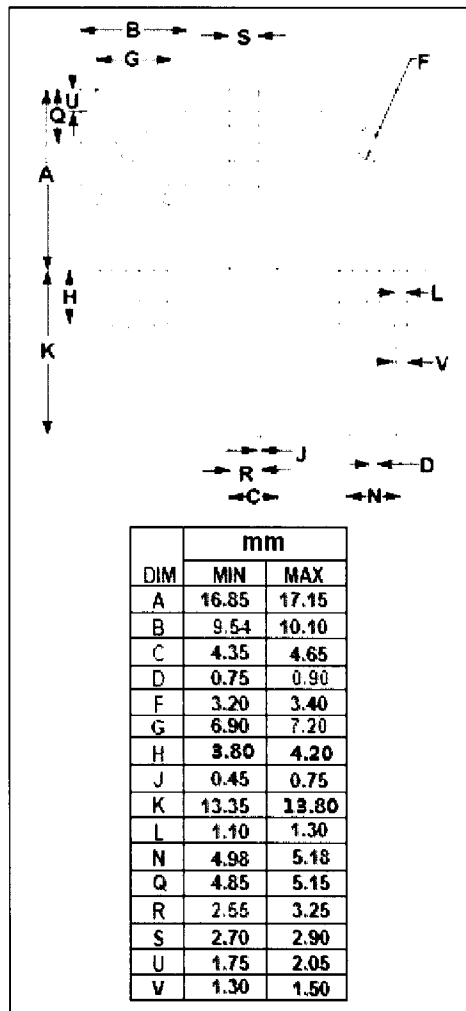 B
S
G
F
U
Q
A
H
L
K
V
J
R
D
C
N
mm
DIM MIN MAX
A 16.85 17.15
B 9.54 10.10
C 4.35 4.65
D 0.75 0.90
F 3.20 3.40
G 6.90 7.20
H 3.80 4.20
J 0.45 0.75
K 13.35 13.80
L 1.10 1.30
N 4.98 5.18
Q 4.85 5.15
R 2.55 3.25
S 2.70 2.90
U 1.75 2.05
V 1.30 1.50